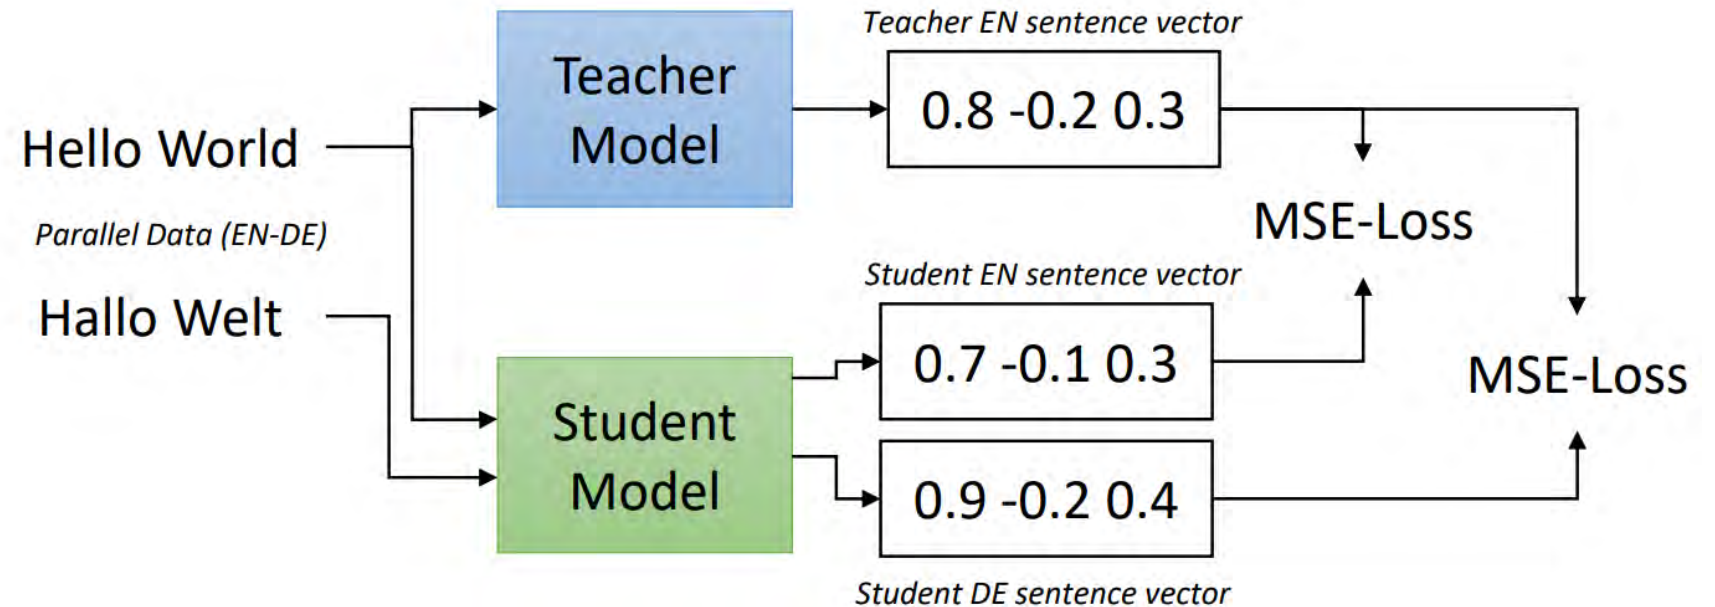 Teacher EN sentence vector
Teacher
Model
0.8 -0.2 0.3
Hello World
Parallel Data (EN-DE)
Hallo Welt
MSE-Loss
Student EN sentence vector
0.7 -0.1 0.3
MSE-Loss
Student
Model
0.9 -0.2 0.4
Student DE sentence vector